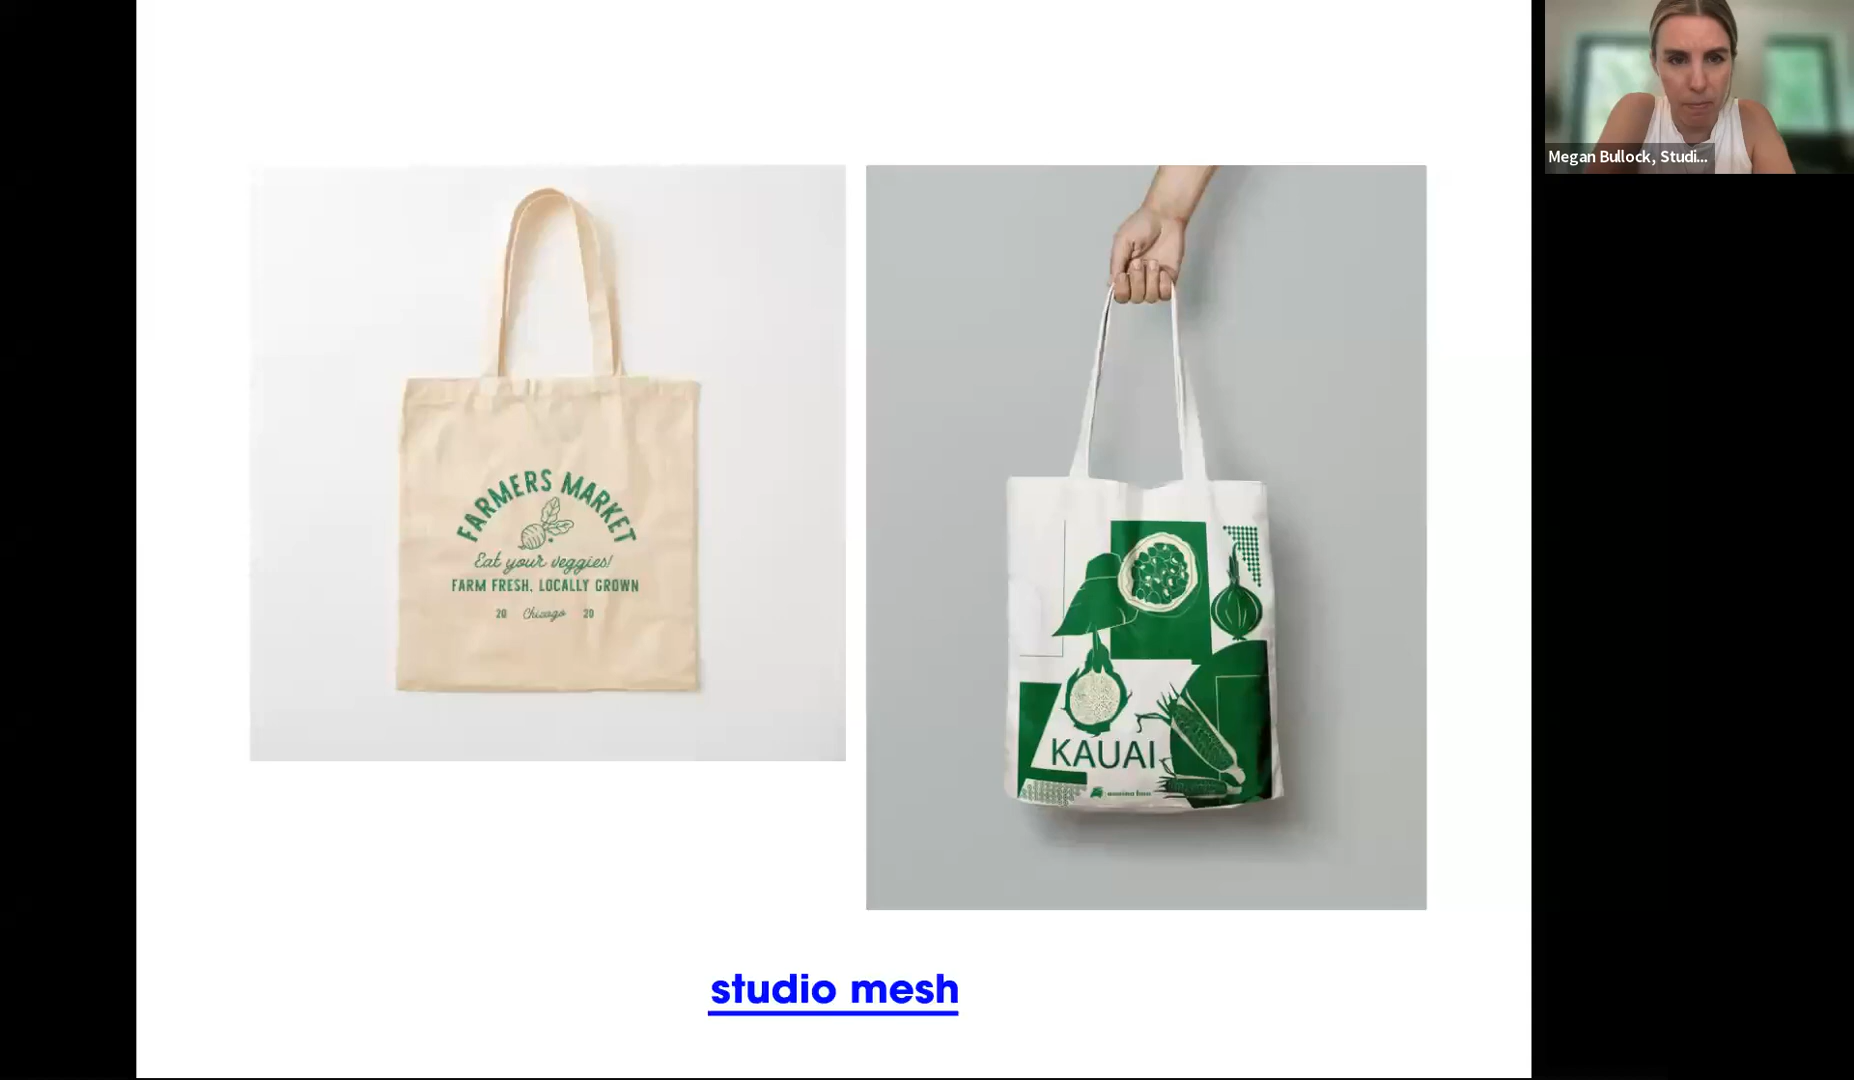 Megan Bullock, Studi...
FARMERS MARKET
Eat your veggies!
FARM FRESH, LOCALLY GROWN
20 Chicago 20
KAUAI
studio mesh